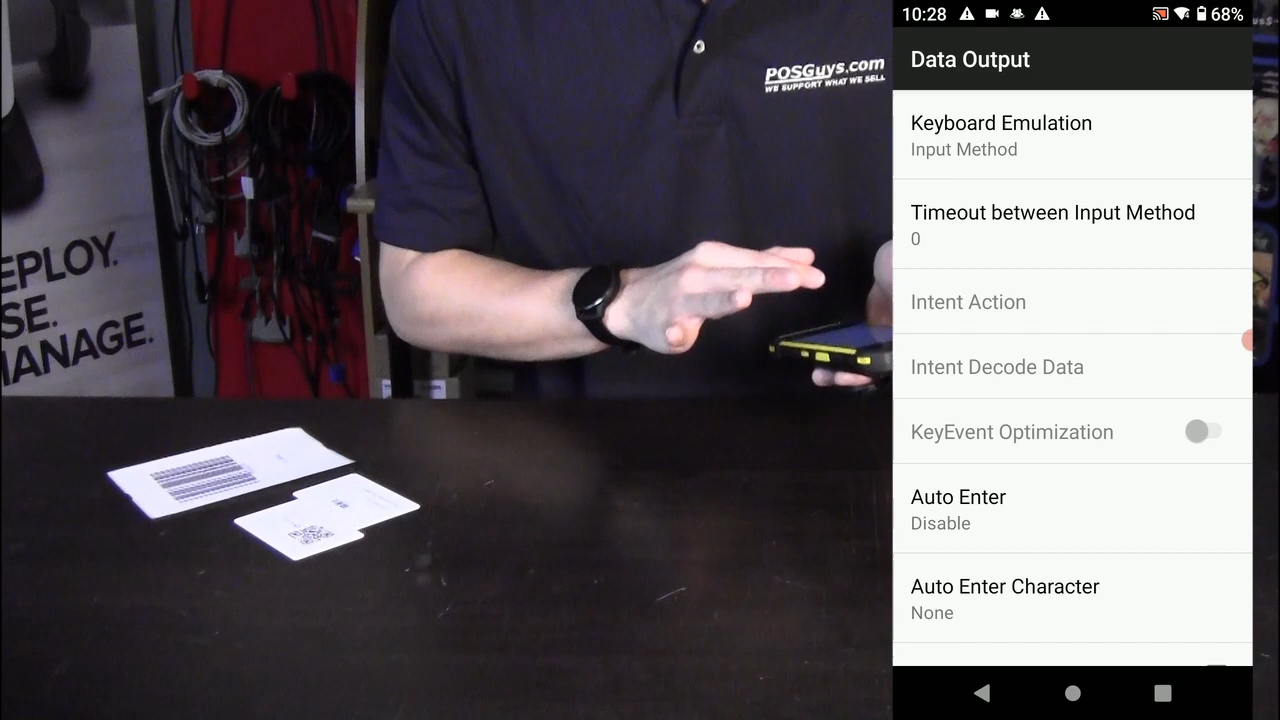 EPLOY.
SE.
MANAGE.
POSGuys.com
WE SUPPORT WHAT WE SELL
10:28
68%
Data Output
Keyboard Emulation
Input Method
Timeout between Input Method
0
Intent Action
Intent Decode Data
KeyEvent Optimization
Auto Enter
Disable
Auto Enter Character
None